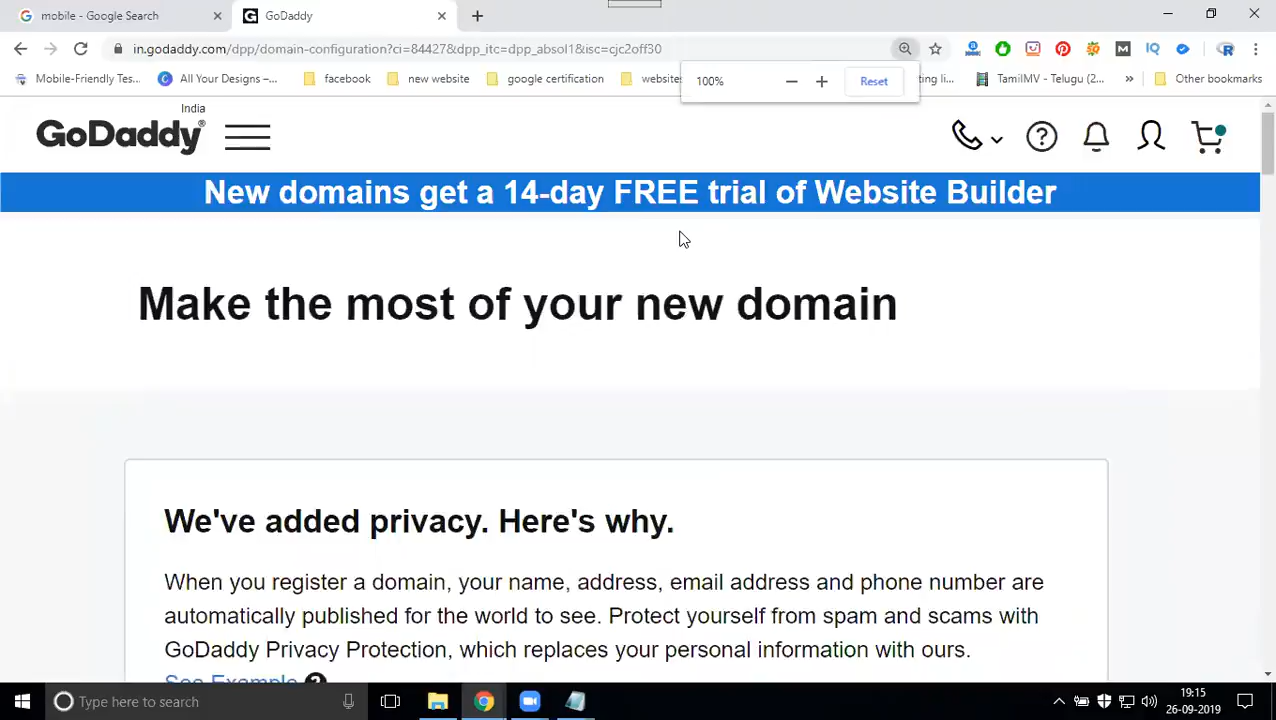 mobile - Google Search
GoDaddy
in.godaddy.com/dpp/domain-configuration?ci=84427&dpp_itc=dpp_absol1&isc=cjc2off30
Mobile-Friendly Tes...
All Your Designs –...
facebook
new website
google certification
website
ting li...
TamilMV - Telugu (2...
»
Other bookmarks
100%
Reset
India
GoDaddy®
New domains get a 14-day FREE trial of Website Builder
Make the most of your new domain
We've added privacy. Here's why.
When you register a domain, your name, address, email address and phone number are
automatically published for the world to see. Protect yourself from spam and scams with
GoDaddy Privacy Protection, which replaces your personal information with ours.
See Example ?
Type here to search
19:15
26-09-2019